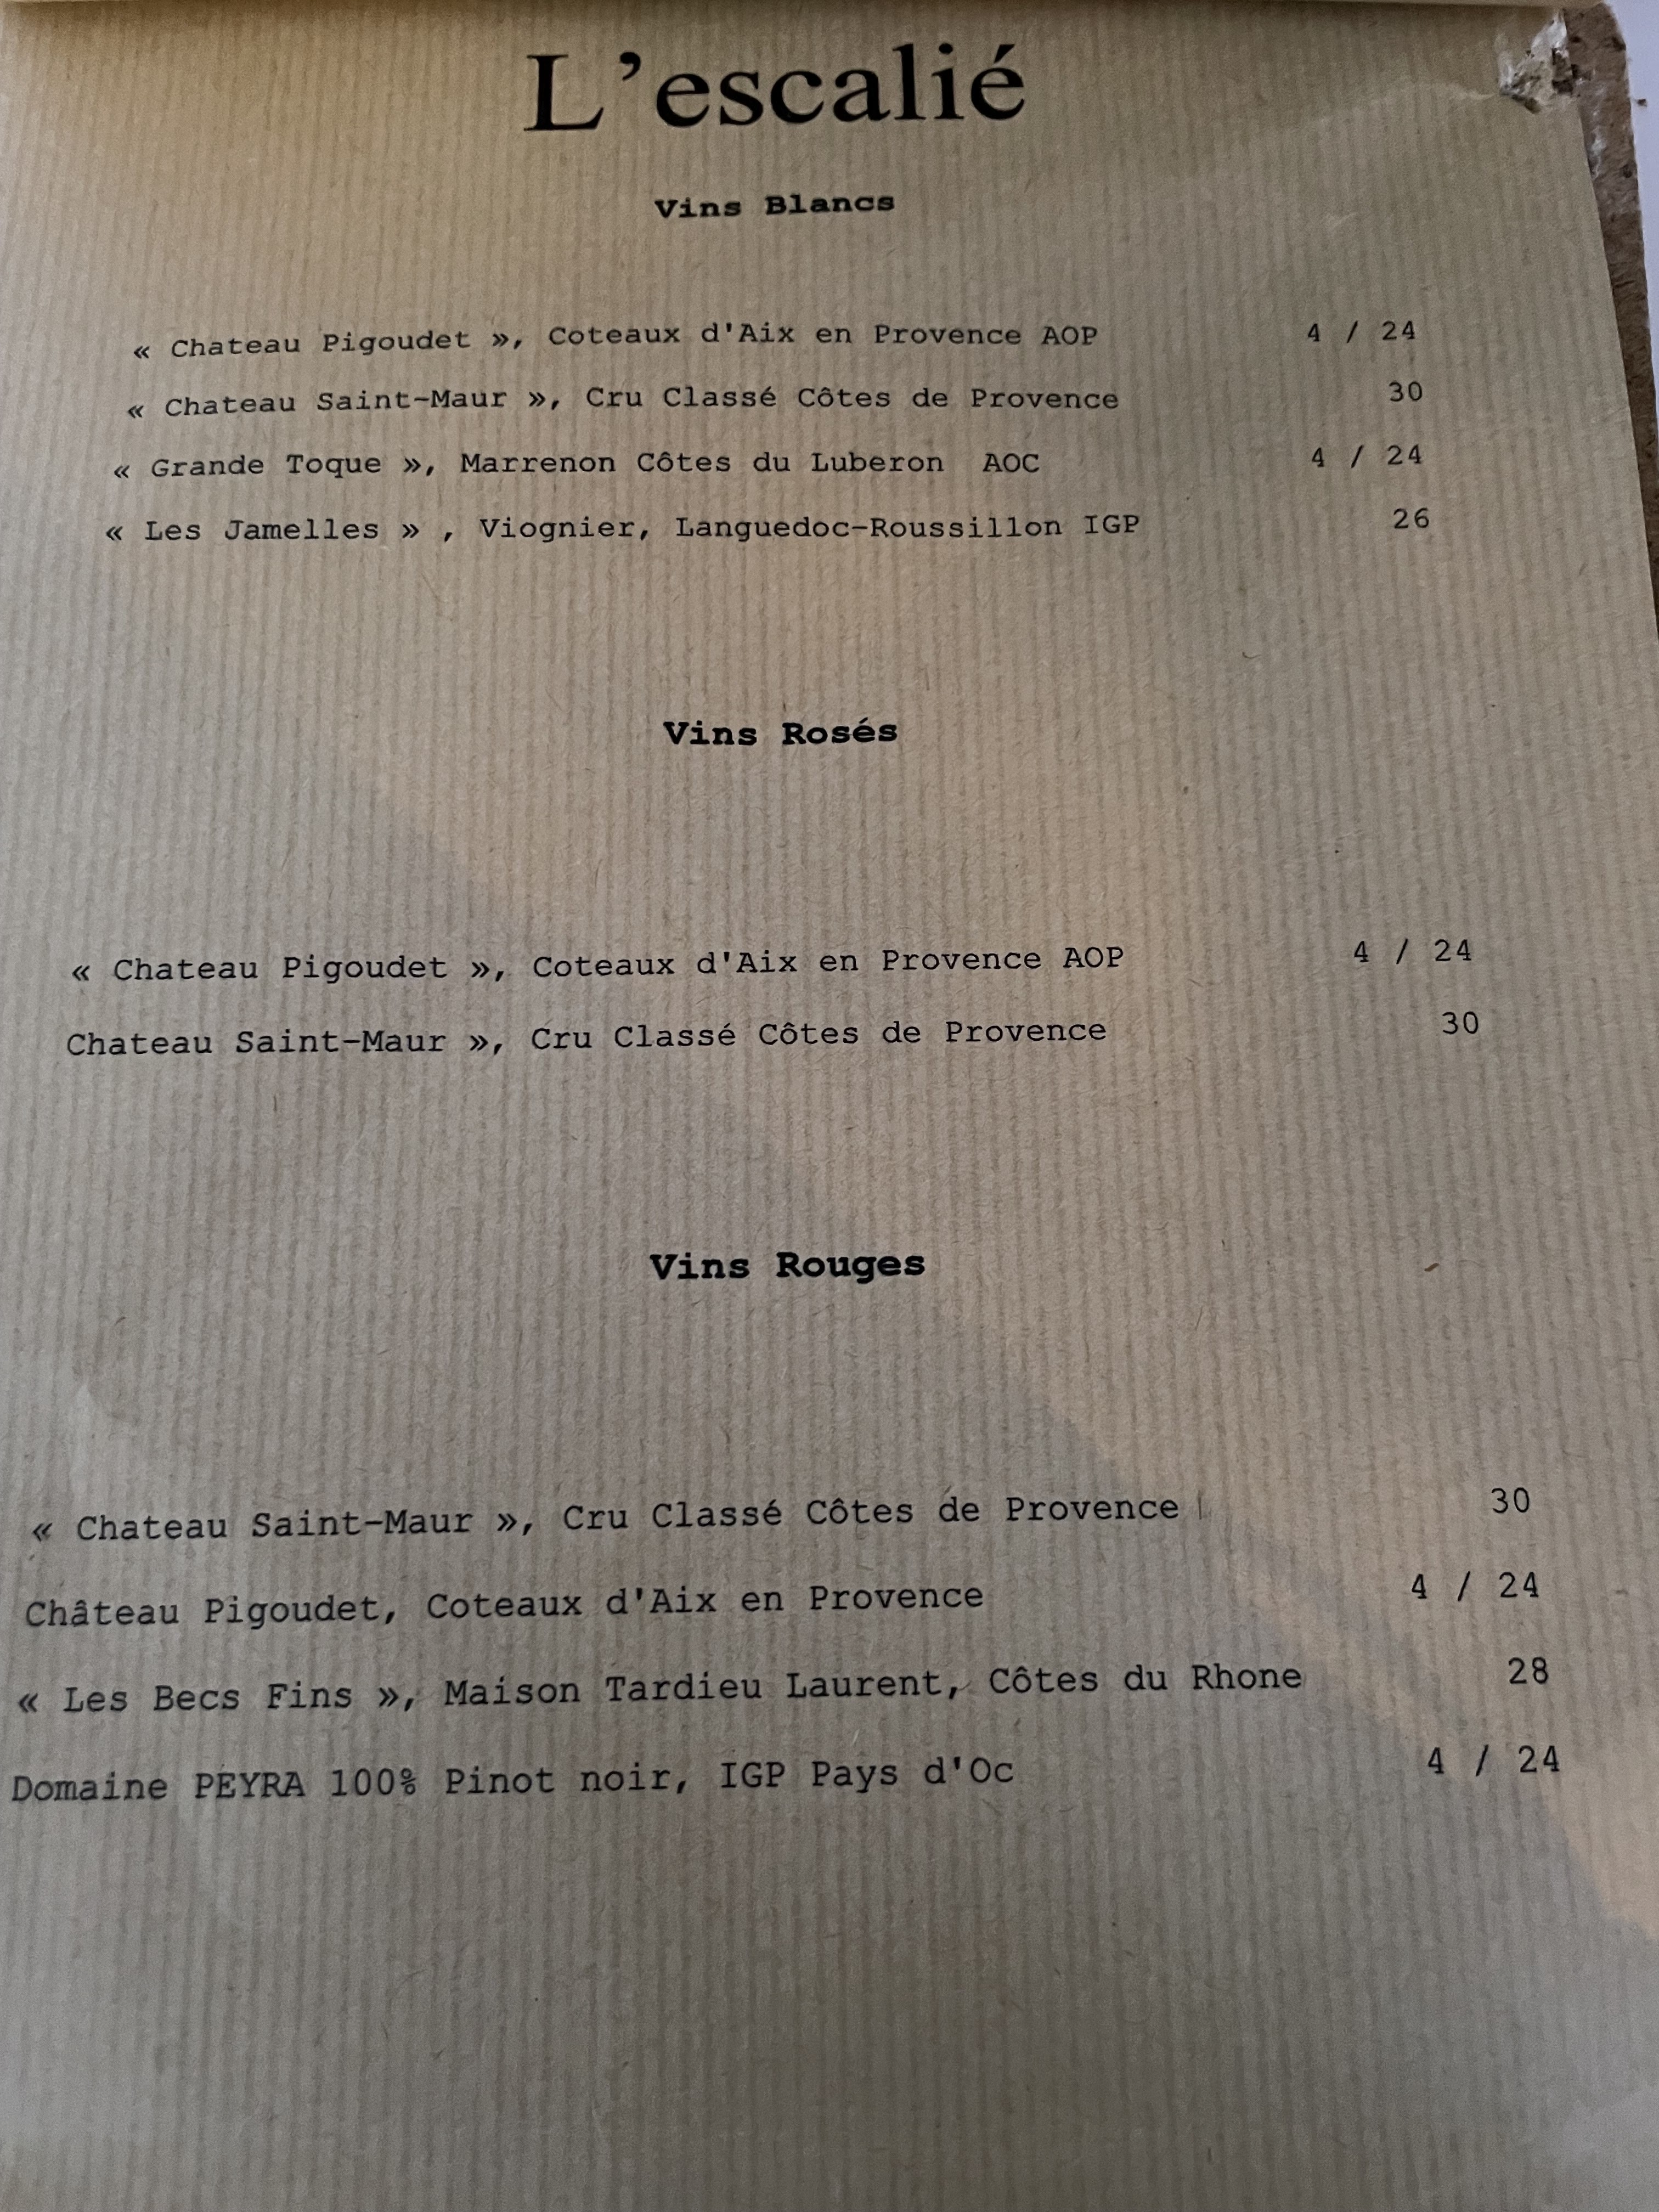 L'escalié
Vins Blancs
« Chateau Pigoudet », Coteaux d'Aix en Provence AOP 4 / 24
« Chateau Saint-Maur », Cru Classé Côtes de Provence 30
« Grande Toque », Marrenon Côtes du Luberon AOC 4 / 24
« Les Jamelles » , Viognier, Languedoc-Roussillon IGP 26
Vins Rosés
« Chateau Pigoudet », Coteaux d'Aix en Provence AOP 4 / 24
Chateau Saint-Maur », Cru Classé Côtes de Provence 30
Vins Rouges
« Chateau Saint-Maur », Cru Classé Côtes de Provence 30
Château Pigoudet, Coteaux d'Aix en Provence 4 / 24
« Les Becs Fins », Maison Tardieu Laurent, Côtes du Rhone 28
Domaine PEYRA 100% Pinot noir, IGP Pays d'Oc 4 / 24